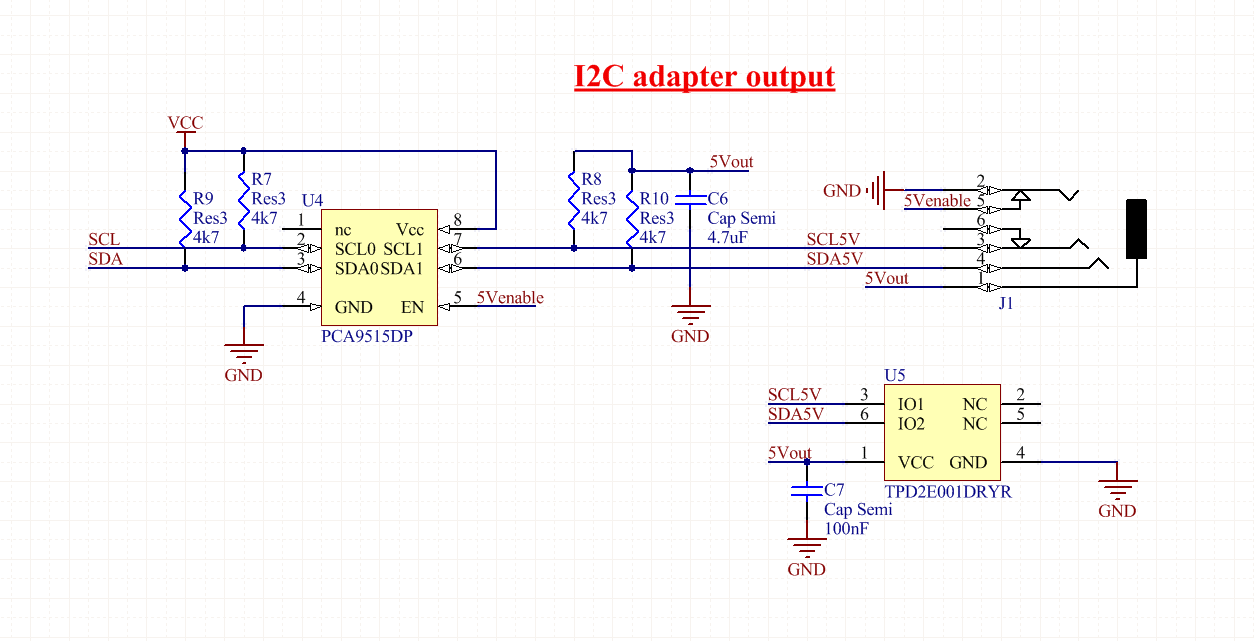 I2C adapter output
VCC
R9
Res3
4k7
R7
Res3
4k7
U4
SCL
SDA
1
2
3
4
nc
SCL0
SDA0
GND
Vcc
SCL1
SDA1
EN
8
7
6
5
5Venable
PCA9515DP
GND
R8
Res3
4k7
R10
Res3
4k7
5Vout
C6
Cap Semi
4.7uF
GND
GND
5Venable
SCL5V
SDA5V
5Vout
2
5
6
3
4
1
J1
U5
SCL5V
SDA5V
5Vout
3
6
1
IO1
IO2
VCC
NC
NC
GND
2
5
4
TPD2E001DRYR
GND
C7
Cap Semi
100nF
GND